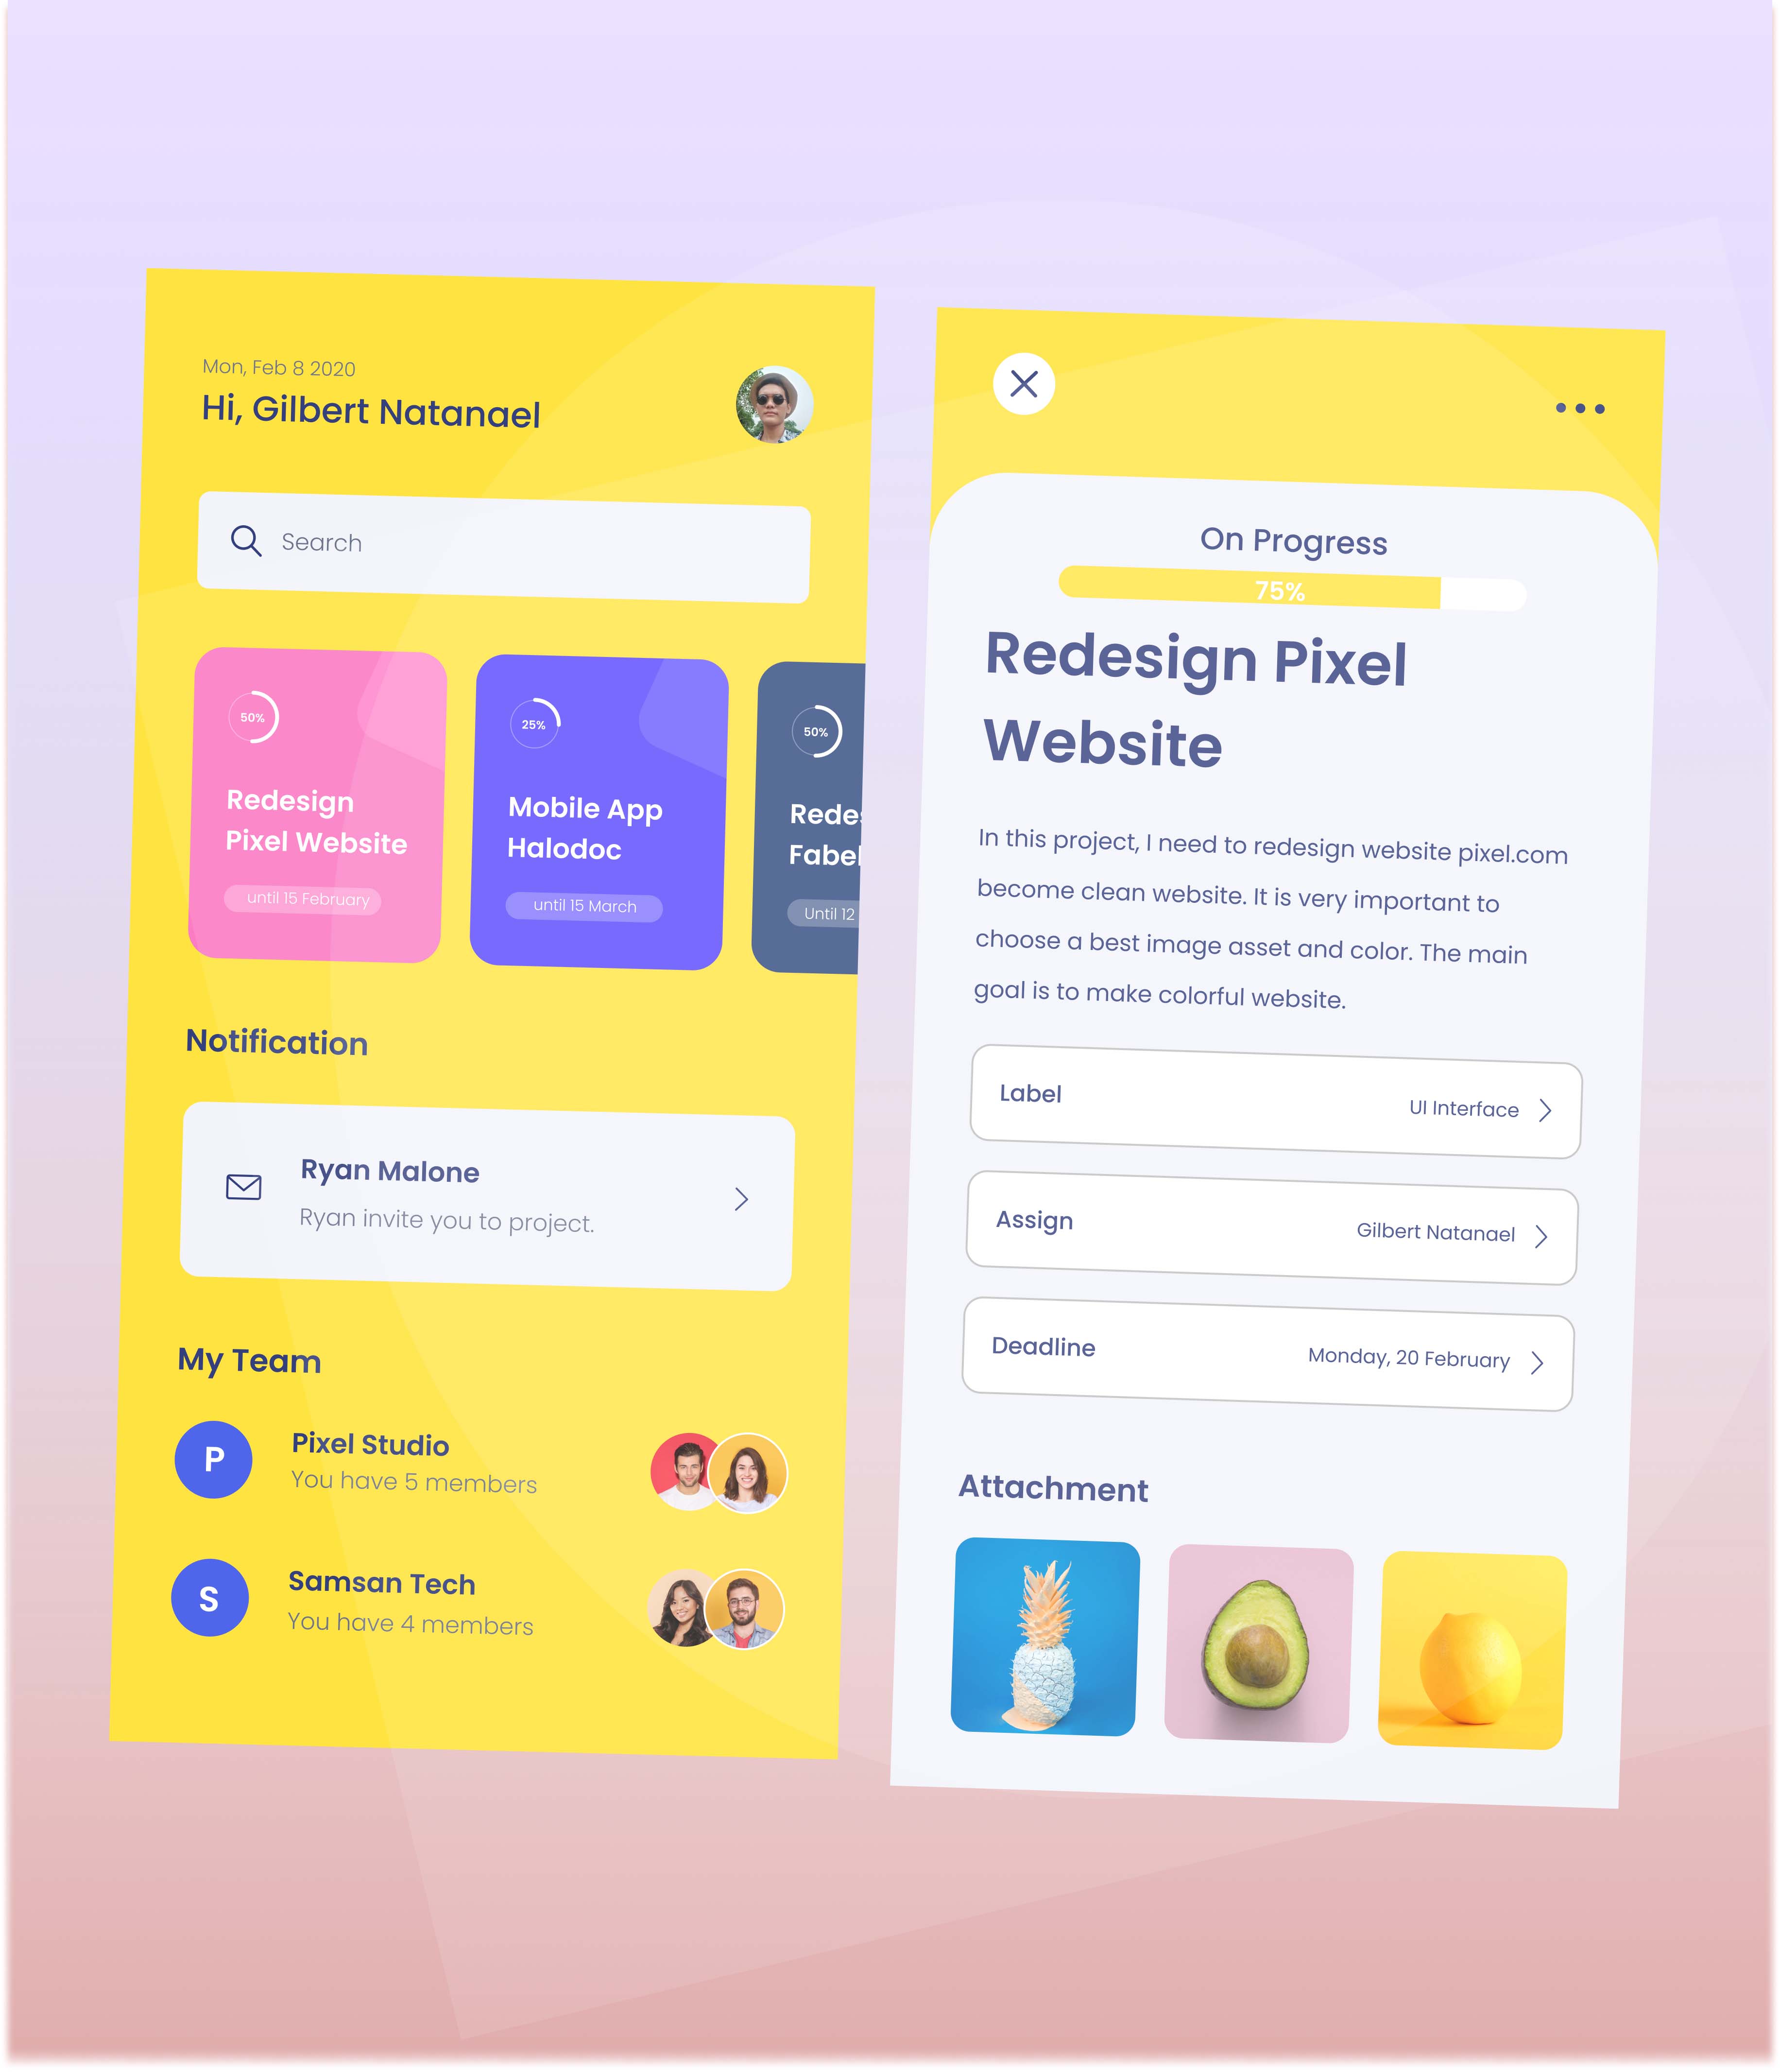 Mon, Feb 8 2020
Hi, Gilbert Natanael
Search
50%
Redesign
Pixel Website
until 15 February
25%
Mobile App
Halodoc
until 15 March
50%
Redes
Fabel
Until 12
Notification
Ryan Malone
Ryan invite you to project.
My Team
P
Pixel Studio
You have 5 members
S
Samsan Tech
You have 4 members
On Progress
75%
Redesign Pixel
Website
In this project, I need to redesign website pixel.com
become clean website. It is very important to
choose a best image asset and color. The main
goal is to make colorful website.
Label
UI Interface
Assign
Gilbert Natanael
Deadline
Monday, 20 February
Attachment